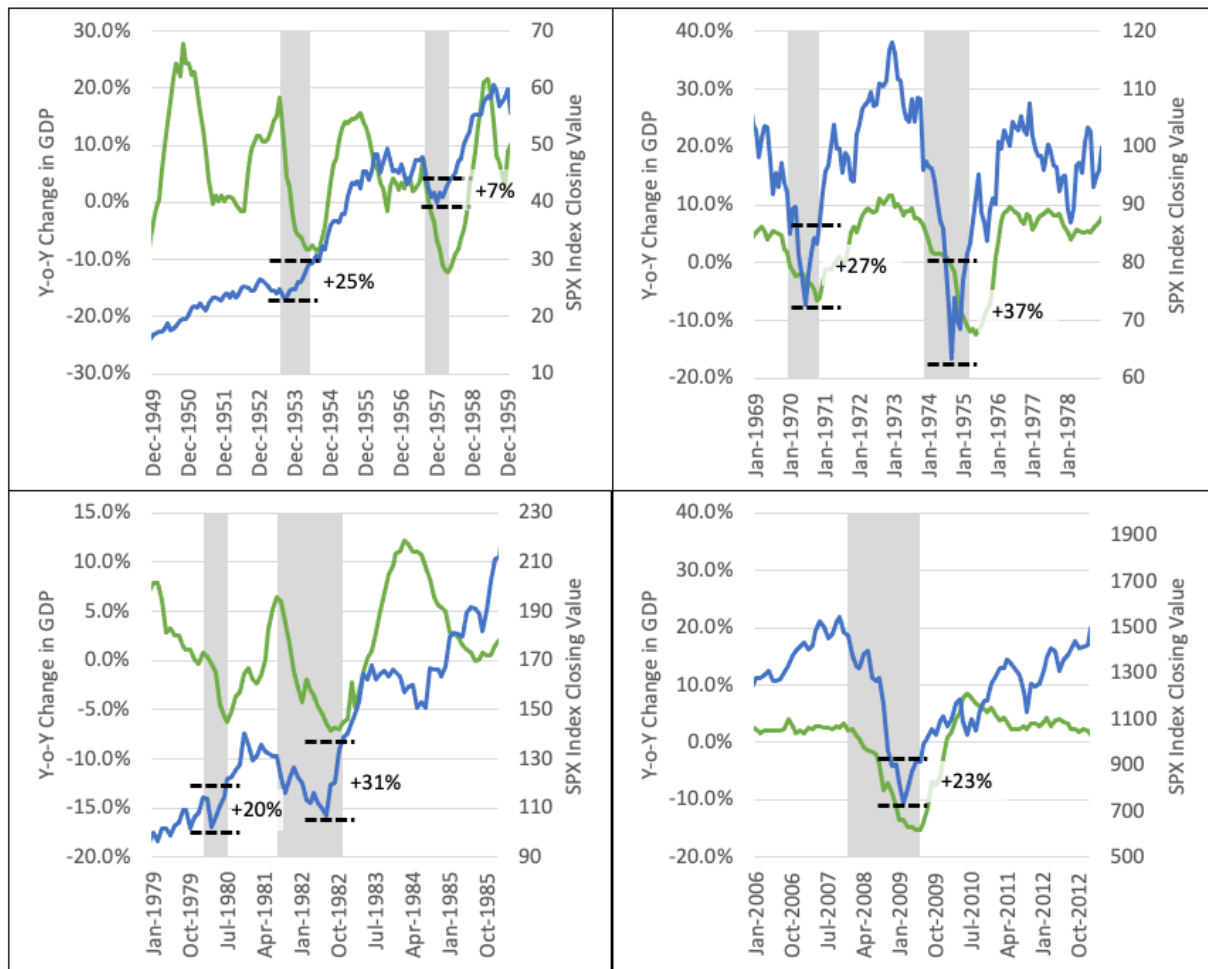 30.0%
20.0%
10.0%
0.0%
-10.0%
-20.0%
-30.0%
Y-o-Y Change in GDP
70
60
50
40
30
20
10
SPX Index Closing Value
+25%
+7%
Dec-1949
Dec-1950
Dec-1951
Dec-1952
Dec-1953
Dec-1954
Dec-1955
Dec-1956
Dec-1957
Dec-1958
Dec-1959
40.0%
30.0%
20.0%
10.0%
0.0%
-10.0%
-20.0%
Y-o-Y Change in GDP
120
110
100
90
80
70
60
SPX Index Closing Value
+27%
+37%
Jan-1969
Jan-1970
Jan-1971
Jan-1972
Jan-1973
Jan-1974
Jan-1975
Jan-1976
Jan-1977
Jan-1978
15.0%
10.0%
5.0%
0.0%
-5.0%
-10.0%
-15.0%
-20.0%
Y-o-Y Change in GDP
230
210
190
170
150
130
110
90
SPX Index Closing Value
+20%
+31%
Jan-1979
Oct-1979
Jul-1980
Apr-1981
Jan-1982
Oct-1982
Jul-1983
Apr-1984
Jan-1985
Oct-1985
40.0%
30.0%
20.0%
10.0%
0.0%
-10.0%
-20.0%
Y-o-Y Change in GDP
1900
1700
1500
1300
1100
900
700
500
SPX Index Closing Value
+23%
Jan-2006
Oct-2006
Jul-2007
Apr-2008
Jan-2009
Oct-2009
Jul-2010
Apr-2011
Jan-2012
Oct-2012